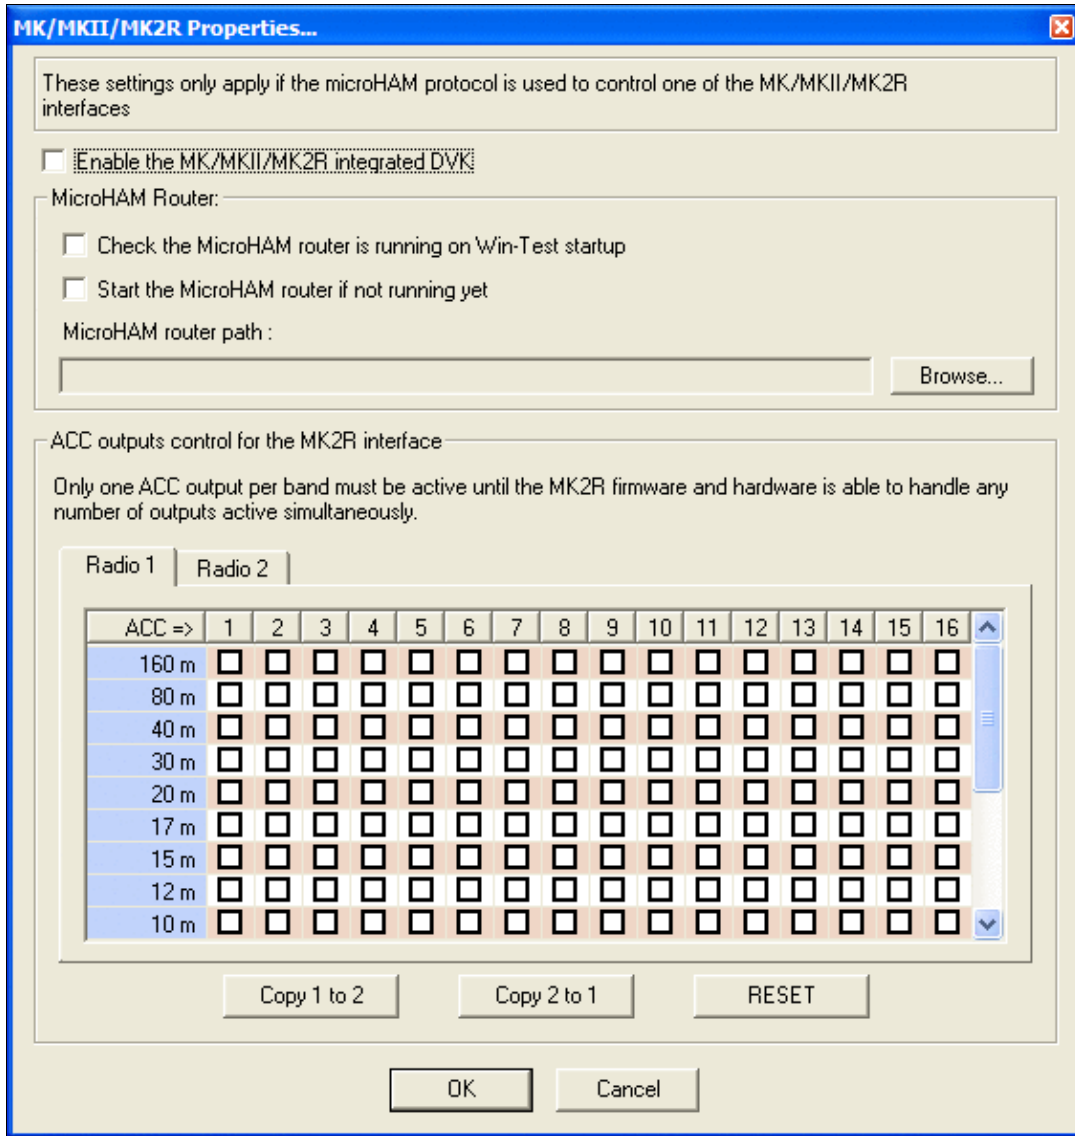 MK/MKII/MK2R Properties...
These settings only apply if the microHAM protocol is used to control one of the MK/MKII/MK2R
interfaces
Enable the MK/MKII/MK2R integrated DVK
MicroHAM Router:
Check the MicroHAM router is running on Win-Test startup
Start the MicroHAM router if not running yet
MicroHAM router path :
Browse...
ACC outputs control for the MK2R interface
Only one ACC output per band must be active until the MK2R firmware and hardware is able to handle any
number of outputs active simultaneously.
Radio 1 Radio 2
ACC => 1 2 3 4 5 6 7 8 9 10 11 12 13 14 15 16
160 m
80 m
40 m
30 m
20 m
17 m
15 m
12 m
10 m
Copy 1 to 2 Copy 2 to 1 RESET
OK Cancel